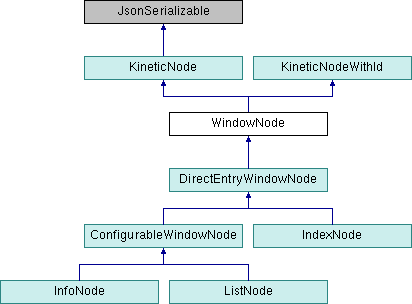 JsonSerializable
KineticNode
KineticNodeWithId
WindowNode
DirectEntryWindowNode
ConfigurableWindowNode
IndexNode
InfoNode
ListNode